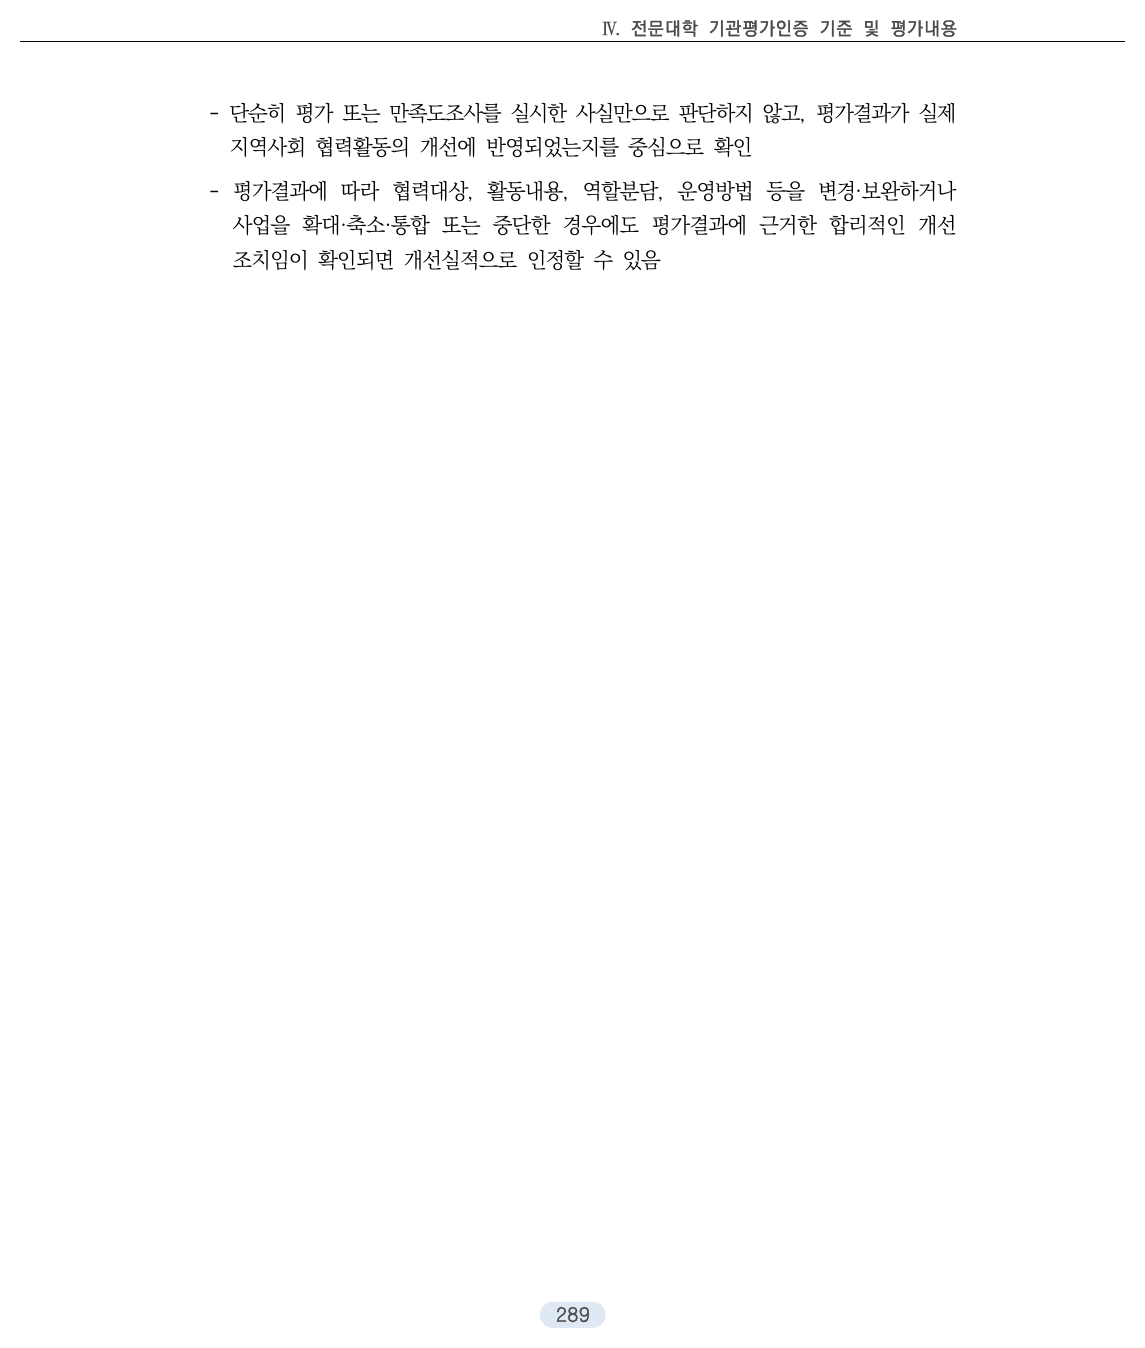 Ⅳ. 전문대학 기관평가인증 기준 및 평가내용
- 단순히 평가 또는 만족도조사를 실시한 사실만으로 판단하지 않고, 평가결과가 실제
지역사회 협력활동의 개선에 반영되었는지를 중심으로 확인
- 평가결과에 따라 협력대상, 활동내용, 역할분담, 운영방법 등을 변경·보완하거나
사업을 확대·축소·통합 또는 중단한 경우에도 평가결과에 근거한 합리적인 개선
조치임이 확인되면 개선실적으로 인정할 수 있음
289